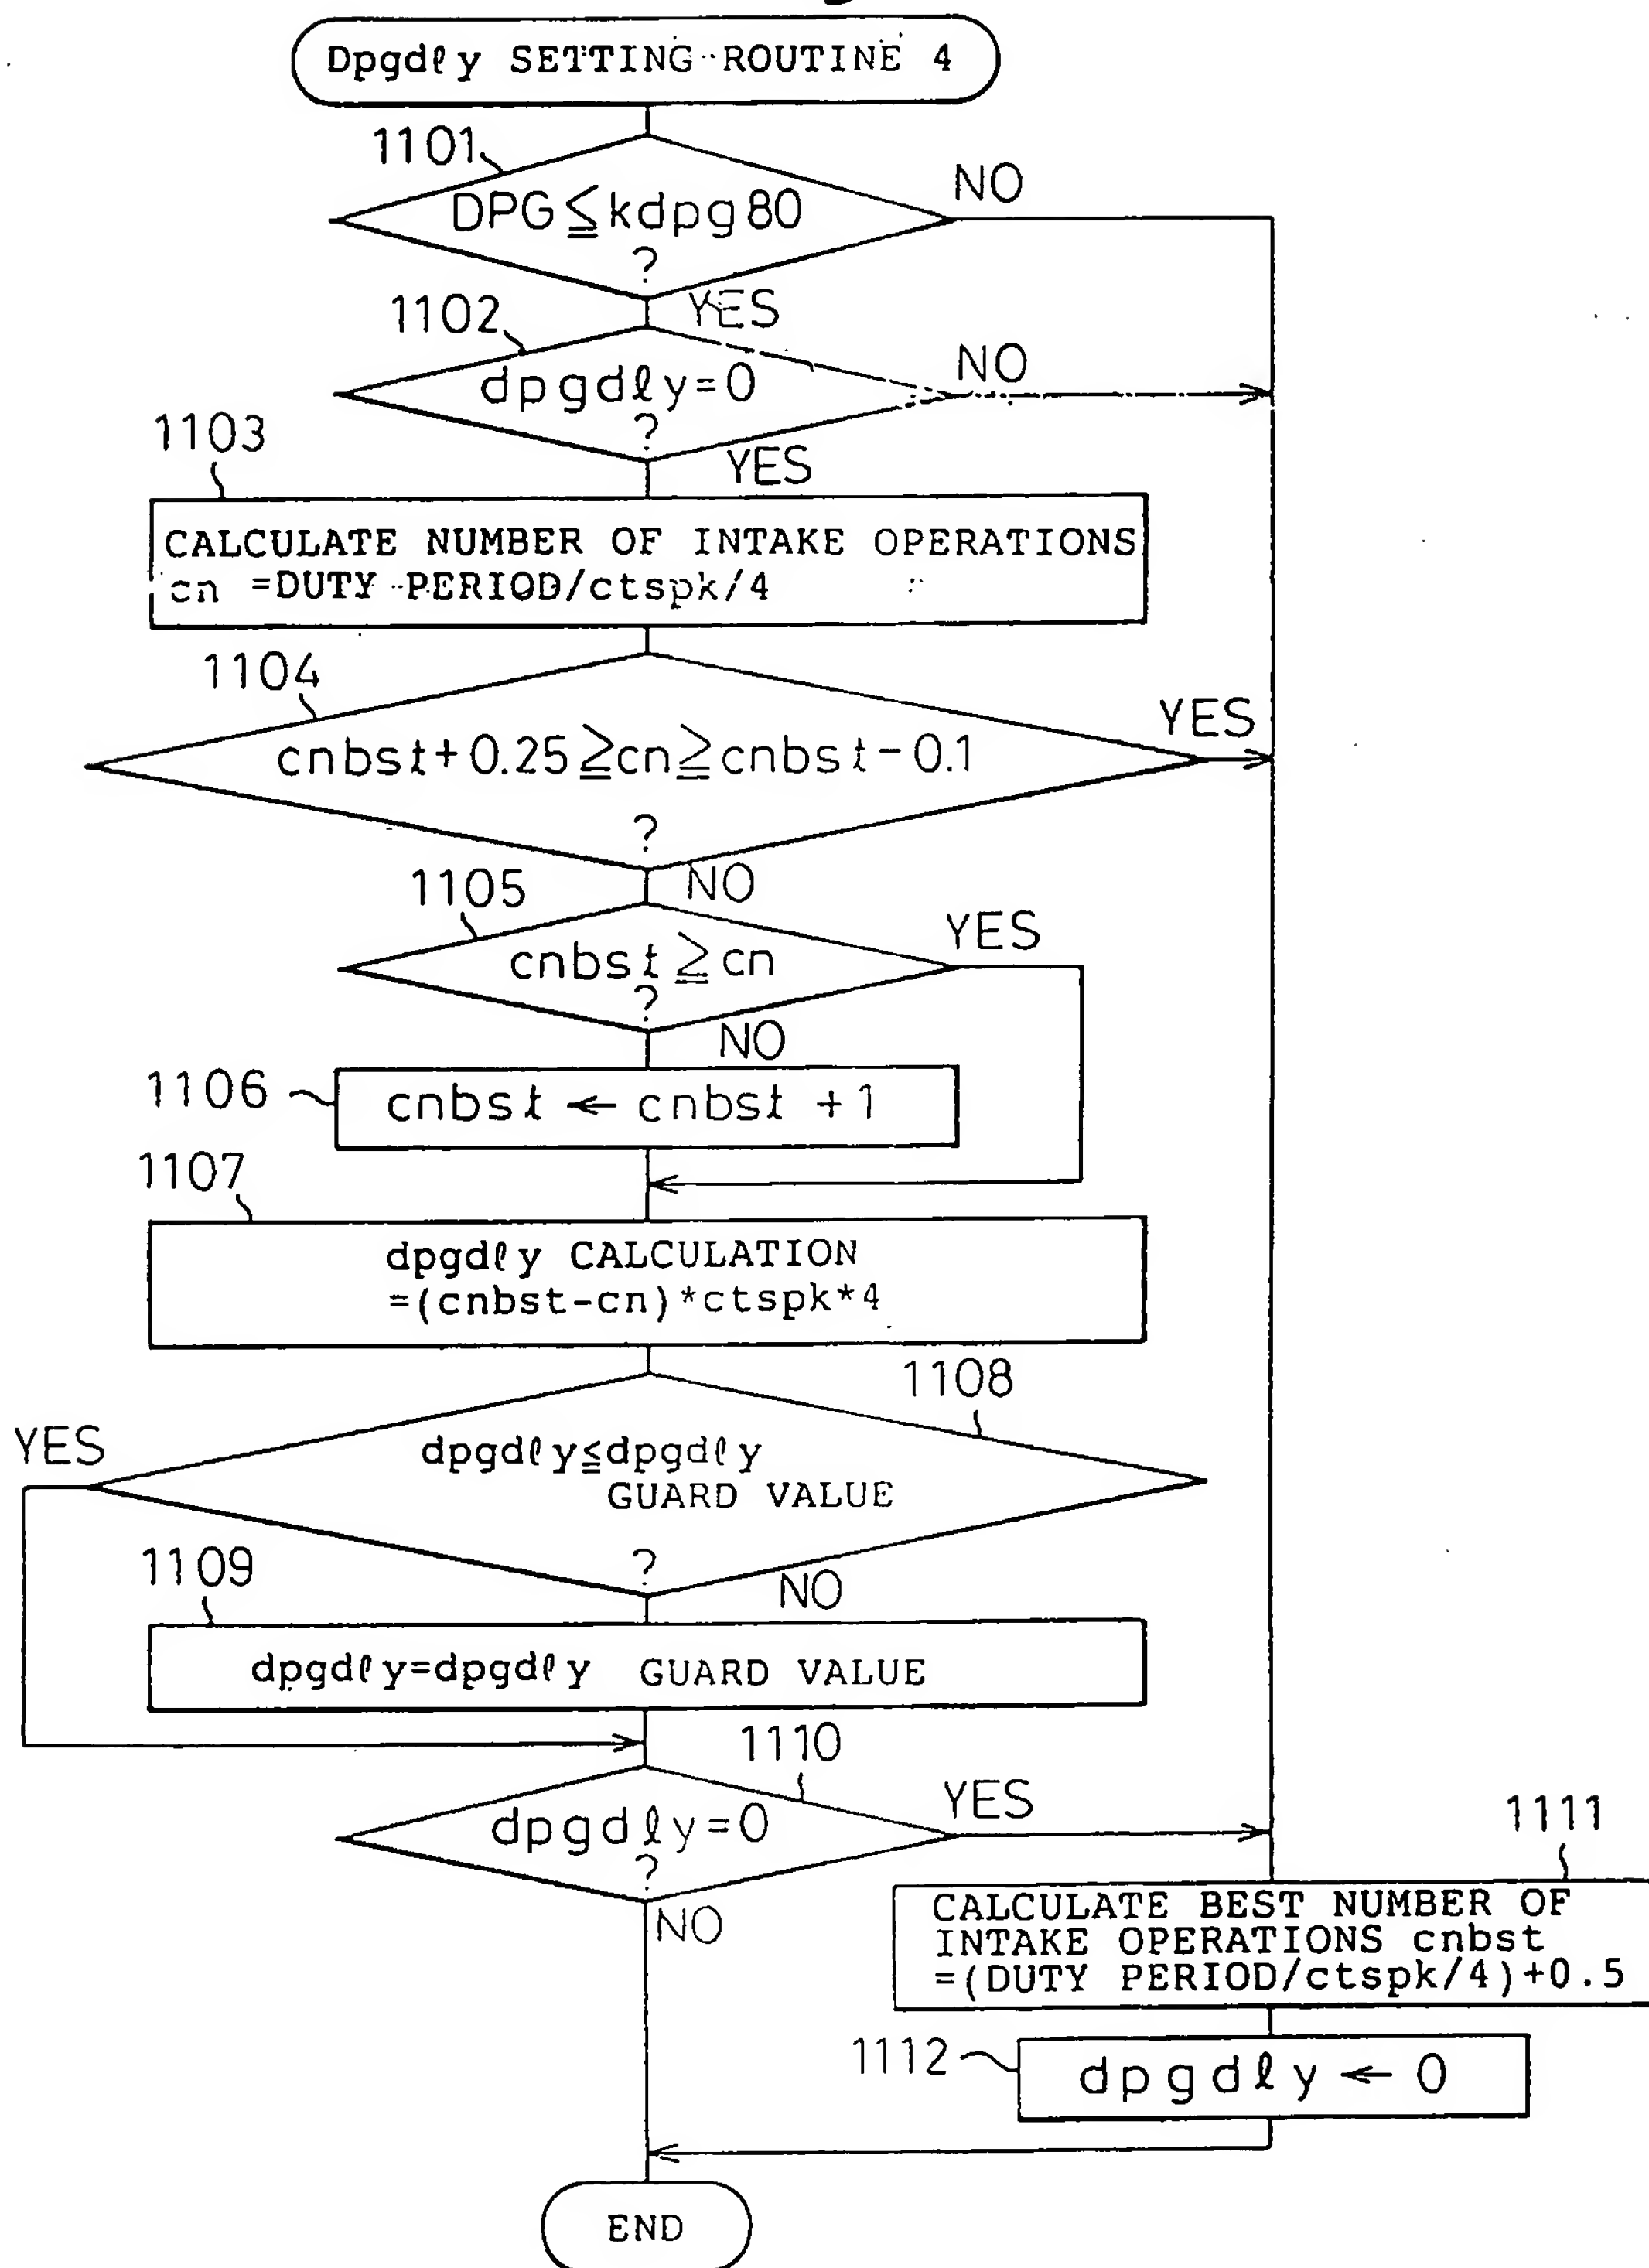 Dpgdℓy SETTING ROUTINE 4
1101
DPG≦kdpg80
?
NO
YES
1102
dpgdℓy=0
?
NO
YES
1103
CALCULATE NUMBER OF INTAKE OPERATIONS
cn =DUTY PERIOD/ctspk/4
1104
cnbst+0.25≧cn≧cnbst-0.1
?
YES
NO
1105
cnbst≧cn
?
YES
NO
1106
cnbst ← cnbst +1
1107
dpgdℓy CALCULATION
=(cnbst-cn)*ctspk*4
1108
YES
dpgdℓy≦dpgdℓy
GUARD VALUE
?
NO
1109
dpgdℓy=dpgdℓy GUARD VALUE
1110
dpgdℓy=0
?
YES
NO
1111
CALCULATE BEST NUMBER OF
INTAKE OPERATIONS cnbst
=(DUTY PERIOD/ctspk/4)+0.5
1112
dpgdℓy ← 0
END